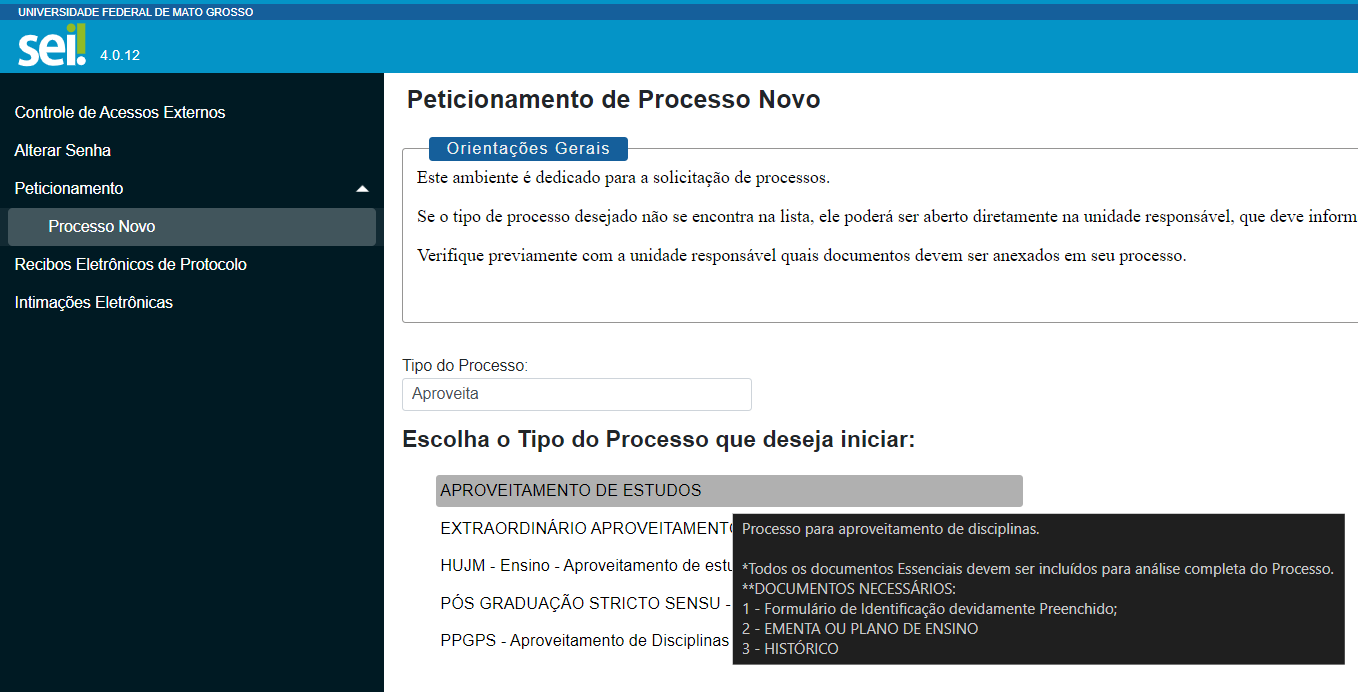 UNIVERSIDADE FEDERAL DE MATO GROSSO
sei! 4.0.12
Controle de Acessos Externos
Alterar Senha
Peticionamento
Processo Novo
Recibos Eletrônicos de Protocolo
Intimações Eletrônicas
Peticionamento de Processo Novo
Orientações Gerais
Este ambiente é dedicado para a solicitação de processos.
Se o tipo de processo desejado não se encontra na lista, ele poderá ser aberto diretamente na unidade responsável, que deve inform
Verifique previamente com a unidade responsável quais documentos devem ser anexados em seu processo.
Tipo do Processo:
Aproveita
Escolha o Tipo do Processo que deseja iniciar:
APROVEITAMENTO DE ESTUDOS
EXTRAORDINÁRIO APROVEITAMENTO
HUJM - Ensino - Aproveitamento de estu
PÓS GRADUAÇÃO STRICTO SENSU -
PPGPS - Aproveitamento de Disciplinas
Processo para aproveitamento de disciplinas.
*Todos os documentos Essenciais devem ser incluídos para análise completa do Processo.
**DOCUMENTOS NECESSÁRIOS:
1 - Formulário de Identificação devidamente Preenchido;
2 - EMENTA OU PLANO DE ENSINO
3 - HISTÓRICO